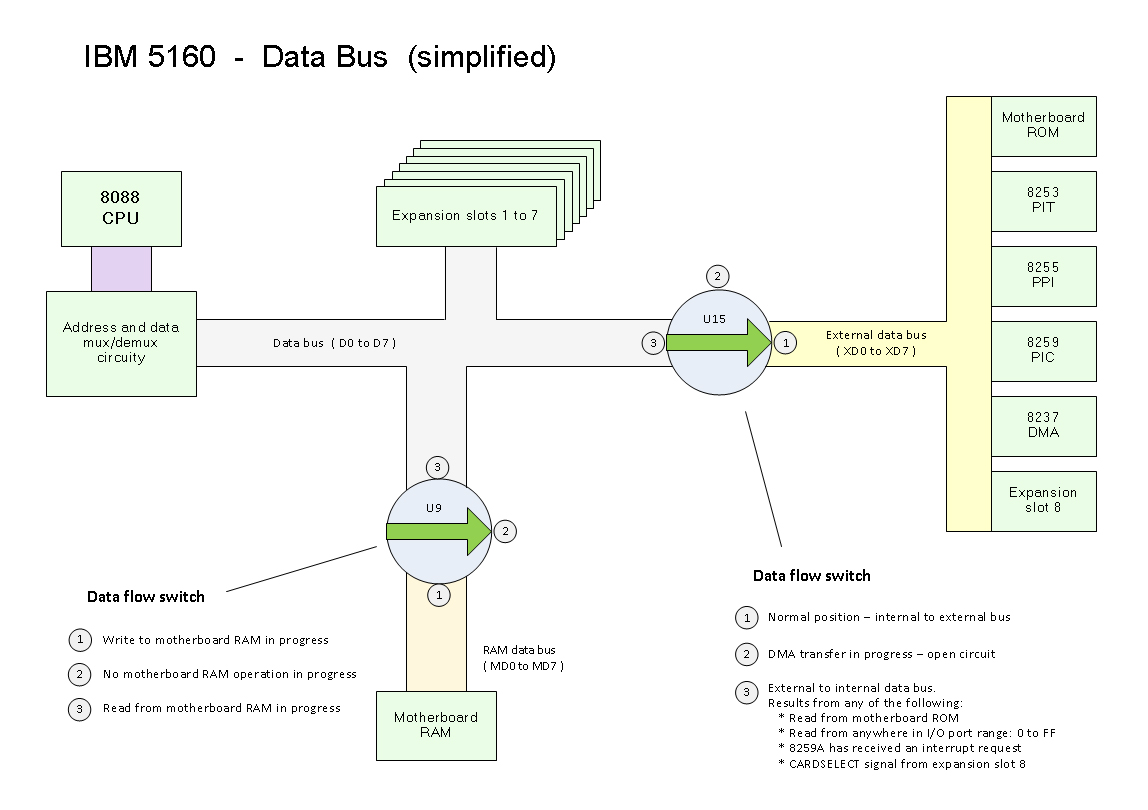 IBM 5160 - Data Bus (simplified)
8088
CPU
Address and data
mux/demux
circuity
Data bus ( D0 to D7 )
Expansion slots 1 to 7
2
U15
3
1
External data bus
( XD0 to XD7 )
Motherboard
ROM
8253
PIT
8255
PPI
8259
PIC
8237
DMA
Expansion
slot 8
3
U9
2
1
RAM data bus
( MD0 to MD7 )
Motherboard
RAM
Data flow switch
1 Write to motherboard RAM in progress
2 No motherboard RAM operation in progress
3 Read from motherboard RAM in progress
Data flow switch
1 Normal position – internal to external bus
2 DMA transfer in progress – open circuit
3 External to internal data bus.
Results from any of the following:
* Read from motherboard ROM
* Read from anywhere in I/O port range: 0 to FF
* 8259A has received an interrupt request
* CARDSELECT signal from expansion slot 8